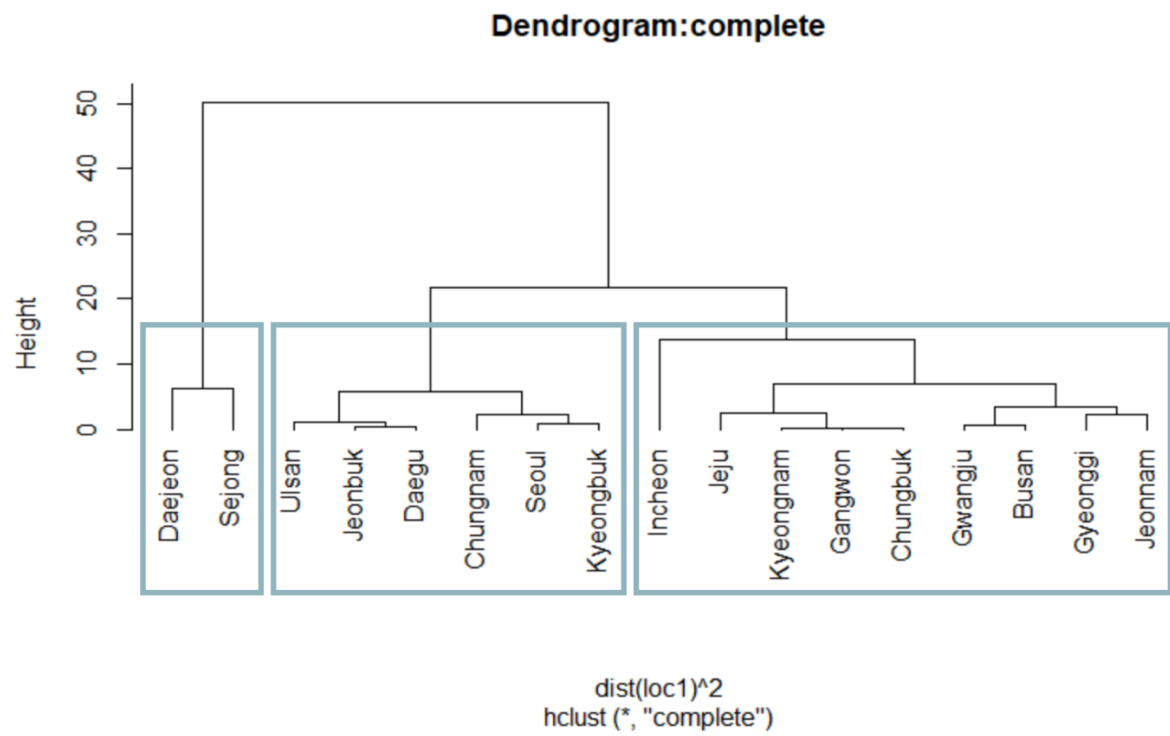 Dendrogram:complete
Height
50
40
30
20
10
0
Daejeon
Sejong
Ulsan
Jeonbuk
Daegu
Chungnam
Seoul
Kyeongbuk
Incheon
Jeju
Kyeongnam
Gangwon
Chungbuk
Gwangju
Busan
Gyeonggi
Jeonnam
dist(loc1)^2
hclust (*, "complete")